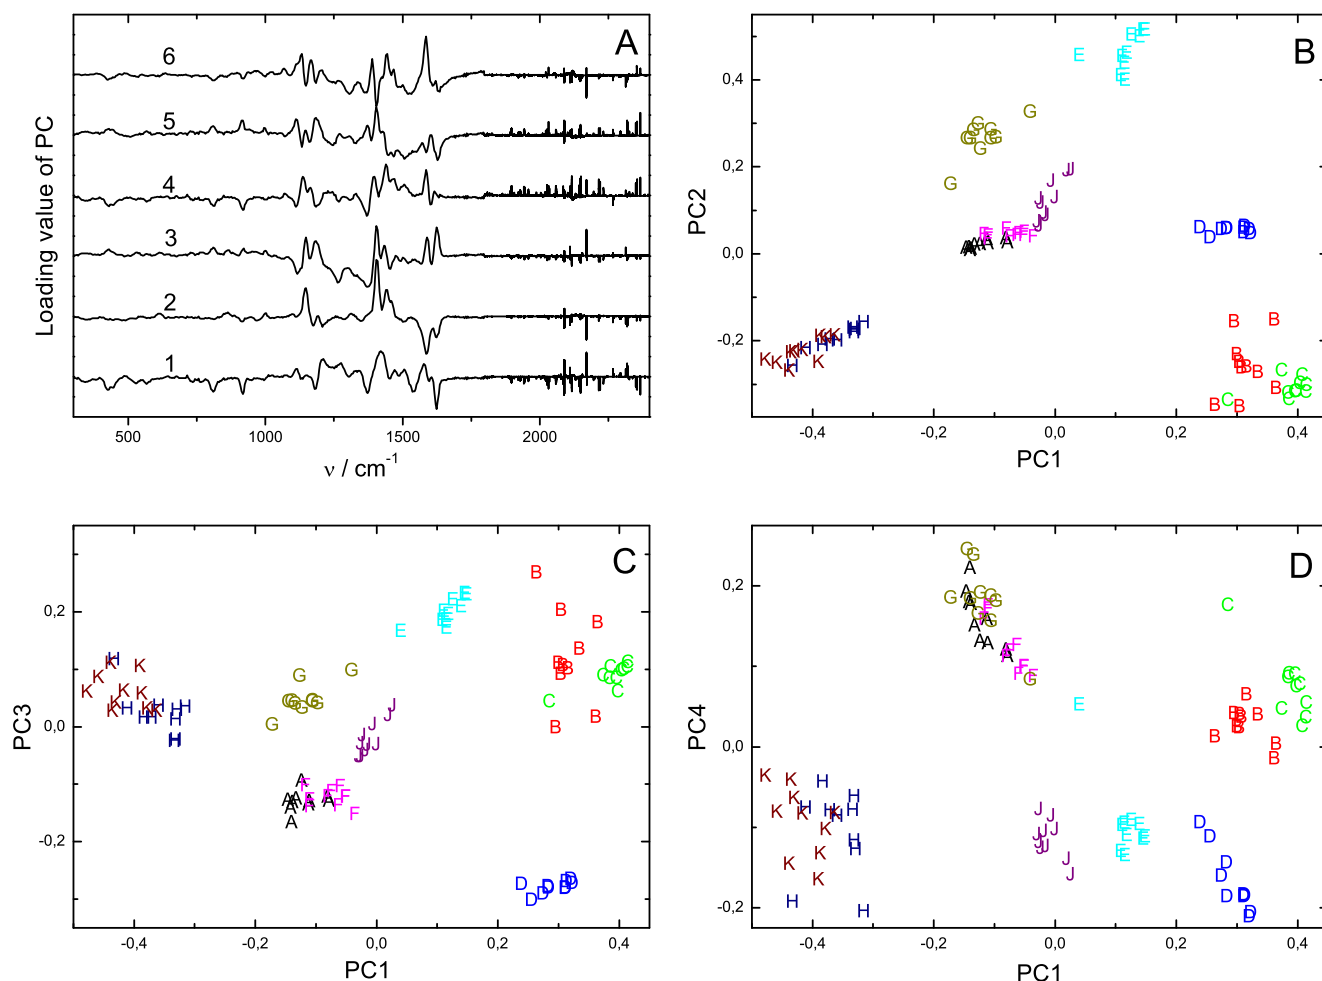 A
6
5
4
3
2
1
Loading value of PC
500 1000 1500 2000
ν / cm-1
B
0,4
0,2
0,0
-0,2
PC2
-0,4 -0,2 0,0 0,2 0,4
PC1
E G J F A D B C H K
C
0,2
0,0
-0,2
PC3
-0,4 -0,2 0,0 0,2 0,4
PC1
B E C K H G J A F D
D
0,2
0,0
-0,2
PC4
-0,4 -0,2 0,0 0,2 0,4
PC1
G A F C B E K H J D